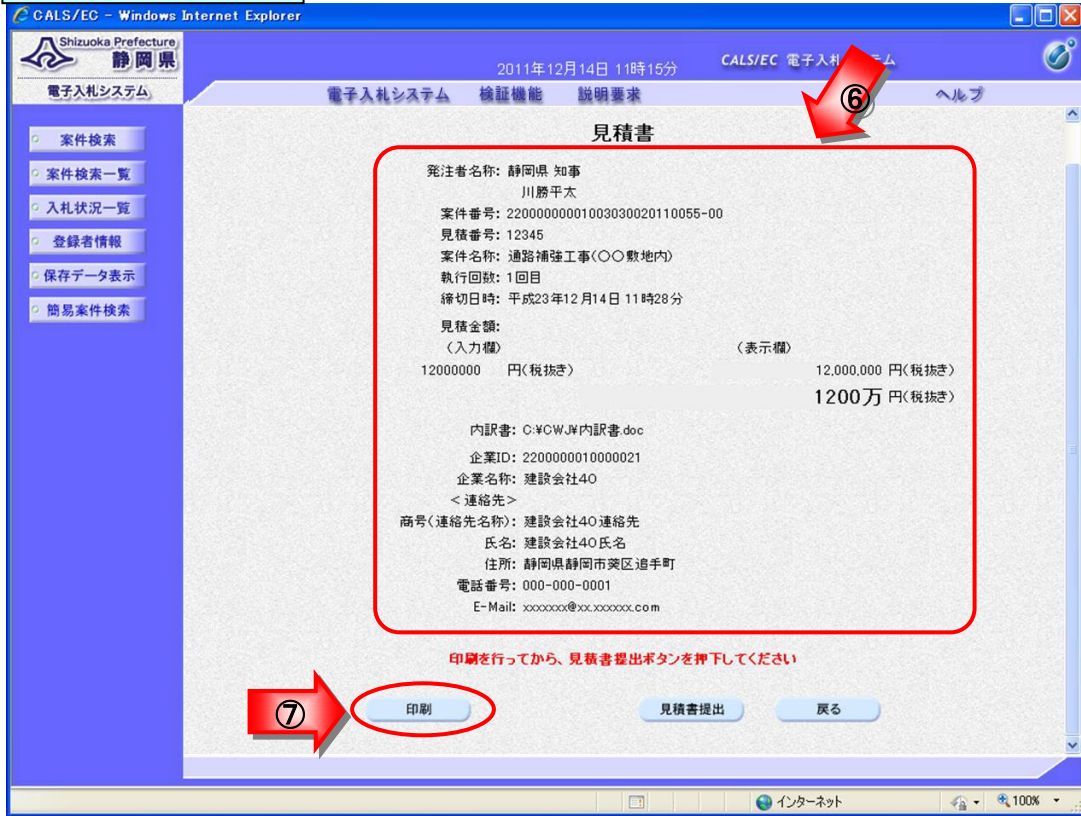 CALS/EC - Windows Internet Explorer
Shizuoka Prefecture
静岡県
電子入札システム
2011年12月14日 11時15分
CALS/EC 電子入札
電子入札システム 検証機能 説明要求 ヘルプ
⑥
案件検索
案件検索一覧
入札状況一覧
登録者情報
保存データ表示
簡易案件検索
見積書
発注者名称: 静岡県 知事
川勝平太
案件番号: 22000000001003030020110055-00
見積番号: 12345
案件名称: 通路補強工事(〇〇敷地内)
執行回数: 1回目
締切日時: 平成23年12月14日 11時28分
見積金額:
(入力欄) (表示欄)
12000000 円(税抜き) 12,000,000 円(税抜き)
1200万 円(税抜き)
内訳書: C:¥CWJ¥内訳書.doc
企業ID: 2200000010000021
企業名称: 建設会社40
<連絡先>
商号(連絡先名称): 建設会社40連絡先
氏名: 建設会社40氏名
住所: 静岡県静岡市葵区追手町
電話番号: 000-000-0001
E-Mail: xxxxxxx@xx.xxxxxx.com
印刷を行ってから、見積書提出ボタンを押下してください
⑦
印刷 見積書提出 戻る
インターネット 100%